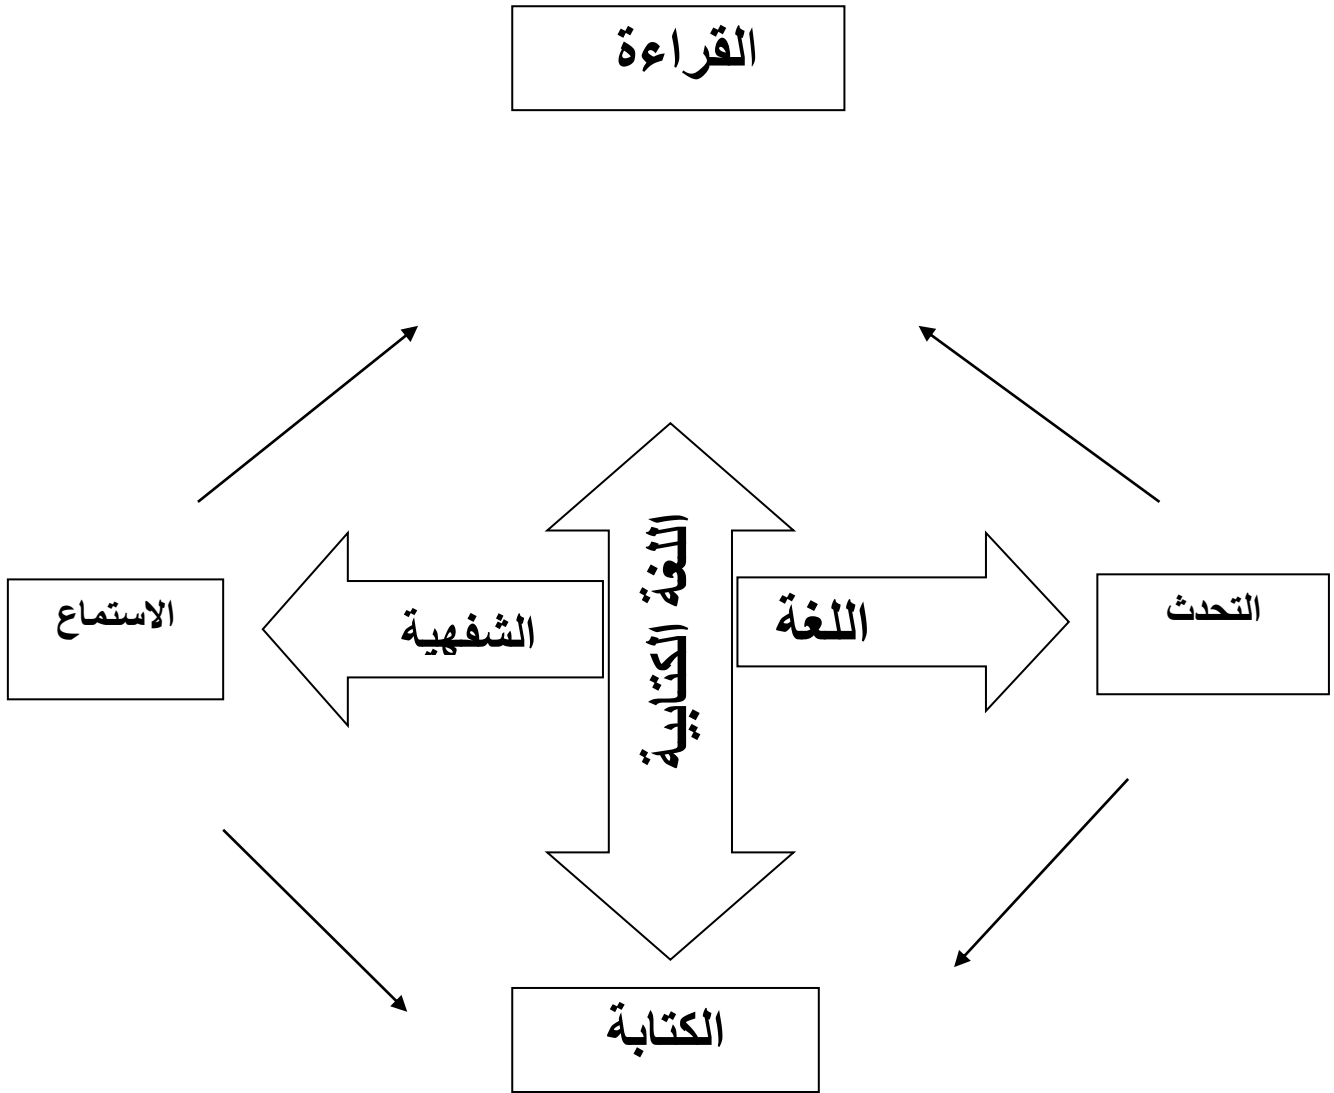 القراءة
اللغة الكتابية
التحدث
اللغة
الشفهية
الاستماع
الكتابة